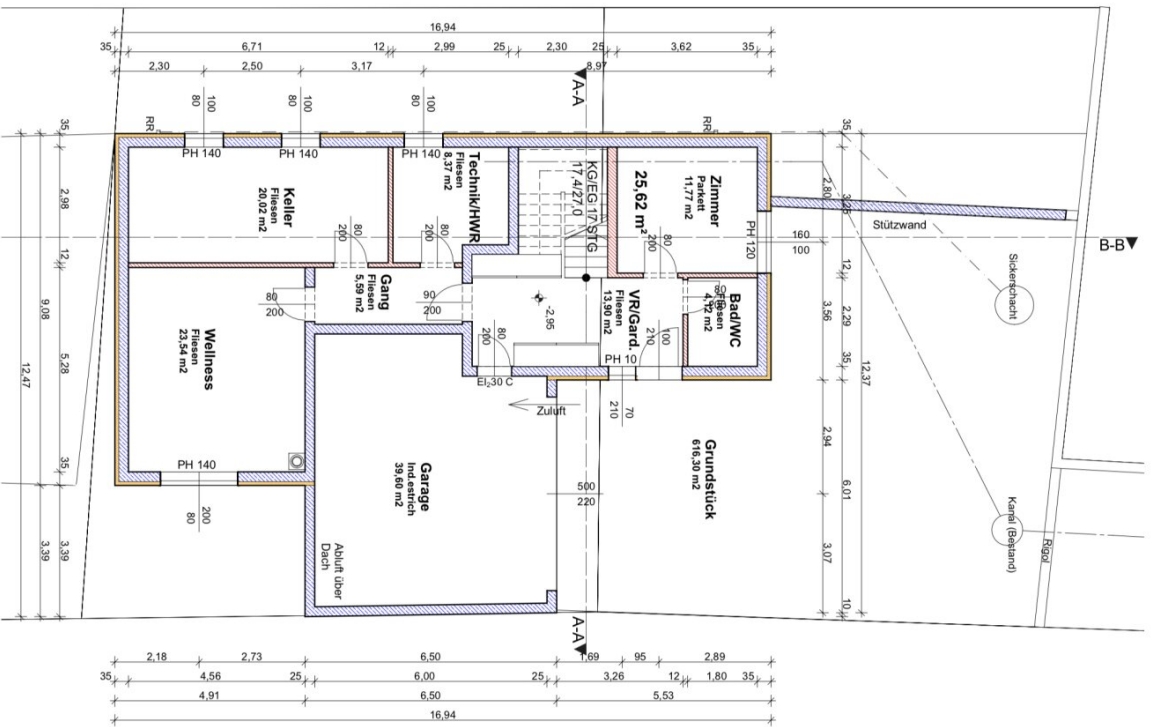 16,94
35 6,71 12 2,99 25 2,30 25 3,62 35
2,30 2,50 3,17 8,97
A-A
80 100
80 100
80 100
RR
RR
PH 140
PH 140
PH 140
Keller
Fliesen
20,02 m2
Technik/HWR
Fliesen
8,37 m2
KG/EG 17 STG
17,4/27,0
25,62 m²
Zimmer
Parkett
11,77 m2
PH 120
160
100
Stützwand
B-B
Sickerschacht
80
200
80
200
80
200
Gang
Fliesen
5,59 m2
80
200
90
200
-2,95
VR/Gard.
Fliesen
13,90 m2
Bad/WC
Fliesen
4,12 m2
100
210
80
200
PH 10
EI₂30 C
Zuluft
70
210
Wellness
Fliesen
23,54 m2
PH 140
200
80
Garage
Ind.estrich
39,60 m2
Abluft über
Dach
500
220
Grundstück
616,30 m2
Kanal (Bestand)
Rigol
35 2,98 12 5,28 35 3,39
9,08 3,39
12,47
35 3,25 12 2,29 35 6,01 10
2,80 3,56 2,94 3,07
12,37
A-A
2,18 2,73 6,50 1,69 95 2,89
35 4,56 25 6,00 25 3,26 12 1,80 35
4,91 6,50 5,53
16,94